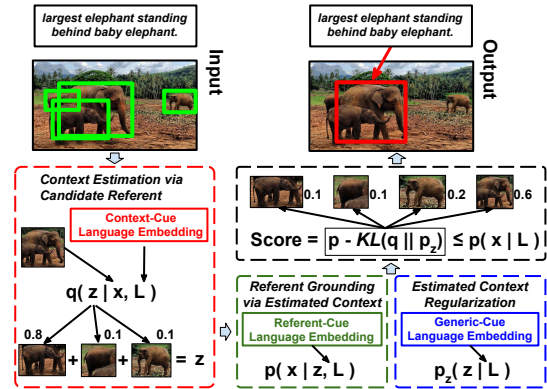 largest elephant standing
behind baby elephant.
Input
Context Estimation via
Candidate Referent
Context-Cue
Language Embedding
q( z | x, L )
0.8
0.1
0.1
+
+
= z
largest elephant standing
behind baby elephant.
Output
0.1
0.1
0.2
0.6
Score = p - KL(q || pz) ≤ p( x | L )
Referent Grounding
via Estimated Context
Referent-Cue
Language Embedding
p( x | z, L )
Estimated Context
Regularization
Generic-Cue
Language Embedding
pz( z | L )